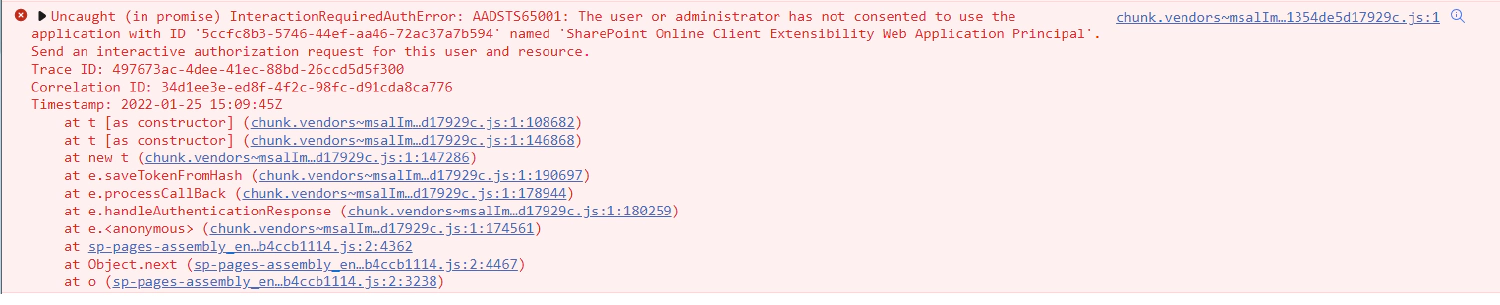 Uncaught (in promise) InteractionRequiredAuthError: AADSTS65001: The user or administrator has not consented to use the chunk.vendors~msalIm…1354de5d17929c.js:1
application with ID '5ccfc8b3-5746-44ef-aa46-72ac37a7b594' named 'SharePoint Online Client Extensibility Web Application Principal'.
Send an interactive authorization request for this user and resource.
Trace ID: 497673ac-4dee-41ec-88bd-26ccd5d5f300
Correlation ID: 34d1ee3e-ed8f-4f2c-98fc-d91cda8ca776
Timestamp: 2022-01-25 15:09:45Z
at t [as constructor] (chunk.vendors~msalIm…d17929c.js:1:108682)
at t [as constructor] (chunk.vendors~msalIm…d17929c.js:1:146868)
at new t (chunk.vendors~msalIm…d17929c.js:1:147286)
at e.saveTokenFromHash (chunk.vendors~msalIm…d17929c.js:1:190697)
at e.processCallBack (chunk.vendors~msalIm…d17929c.js:1:178944)
at e.handleAuthenticationResponse (chunk.vendors~msalIm…d17929c.js:1:180259)
at e.<anonymous> (chunk.vendors~msalIm…d17929c.js:1:174561)
at sp-pages-assembly_en…b4ccb1114.js:2:4362
at Object.next (sp-pages-assembly_en…b4ccb1114.js:2:4467)
at o (sp-pages-assembly_en…b4ccb1114.js:2:3238)